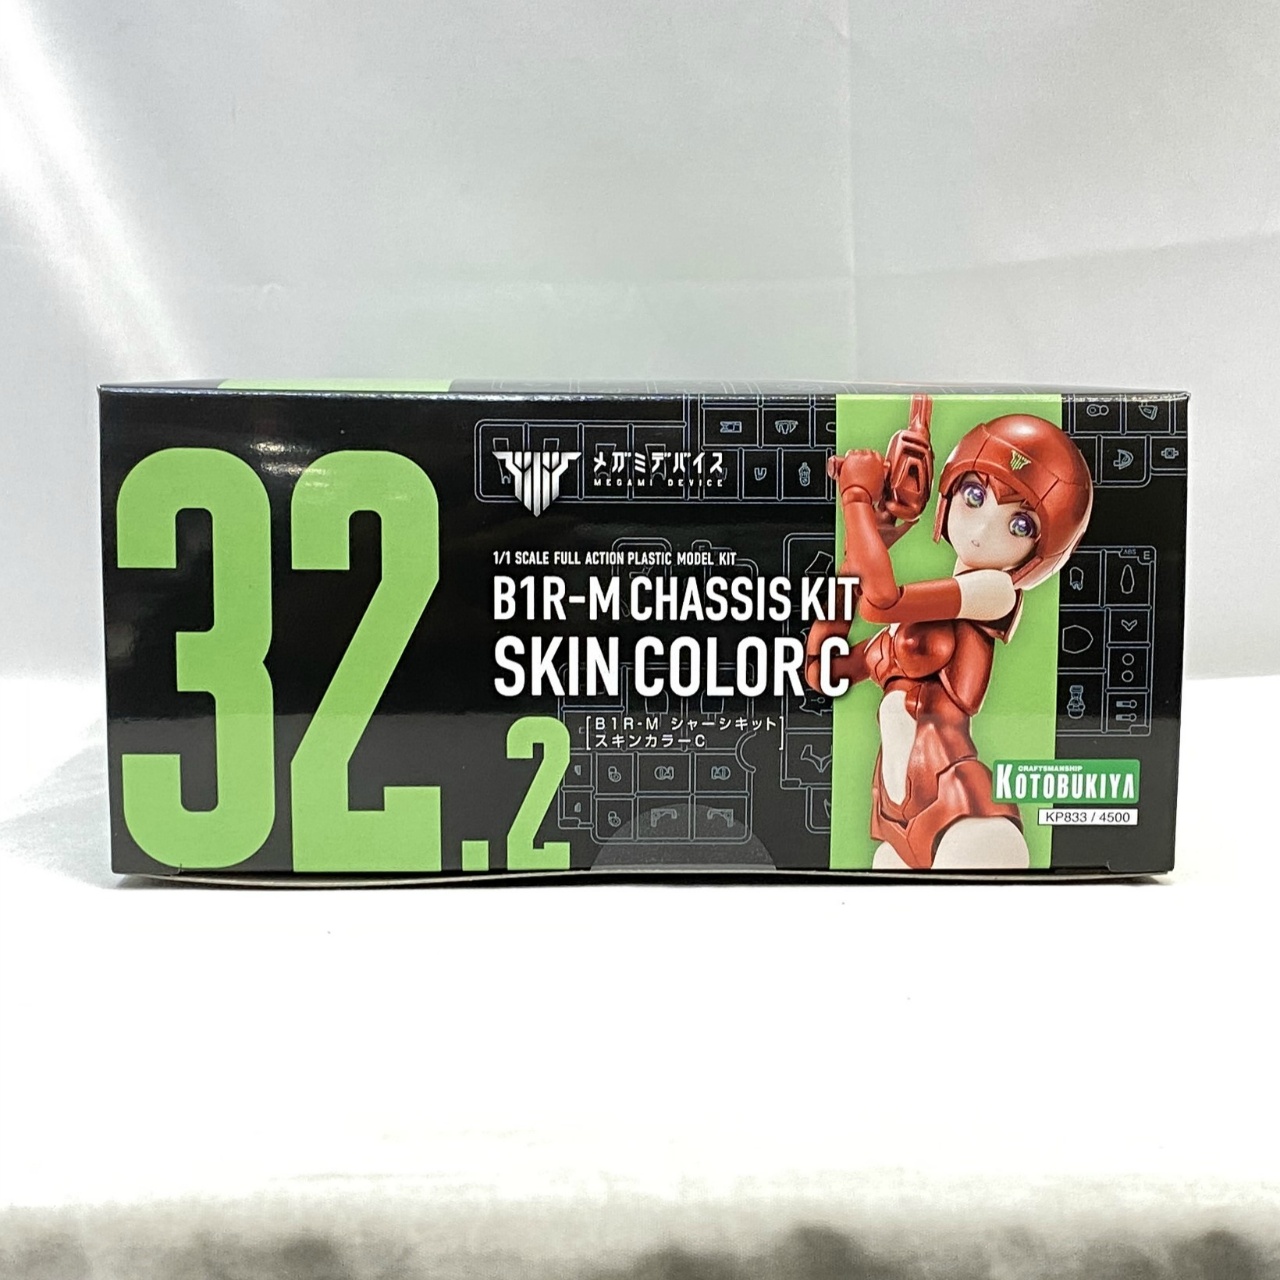 32.2
メガミデバイス
MEGAMI DEVICE
1/1 SCALE FULL ACTION PLASTIC MODEL KIT
B1R-M CHASSIS KIT
SKIN COLOR C
[B1R-M シャーシキット]
[スキンカラーC]
ABS E
CRAFTSMANSHIP
KOTOBUKIYA
KP833 / 4500